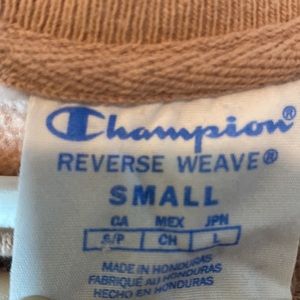 Champion®
REVERSE WEAVE®
SMALL
CA MEX JPN
S/P CH L
MADE IN HONDURAS
FABRIQUÉ AU HONDURAS
HECHO EN HONDURAS